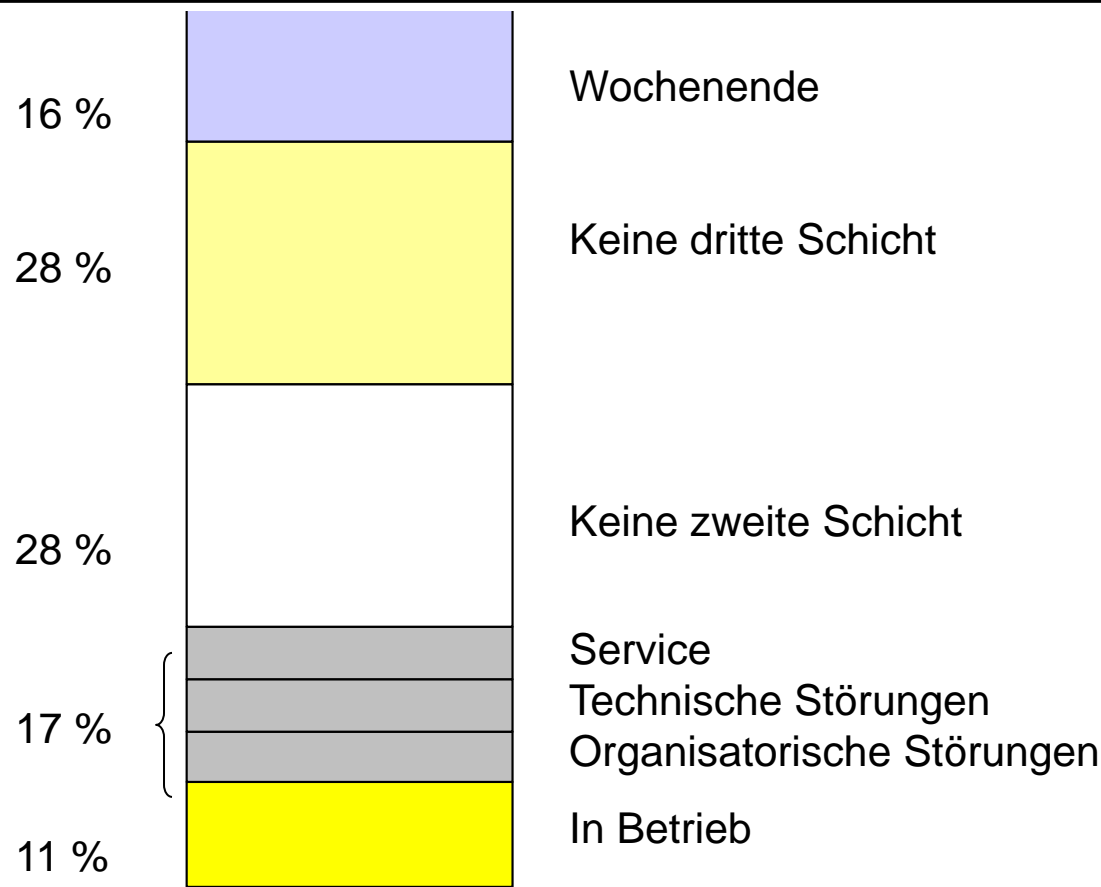 16 %
Wochenende
28 %
Keine dritte Schicht
28 %
Keine zweite Schicht
17 %
Service
Technische Störungen
Organisatorische Störungen
11 %
In Betrieb